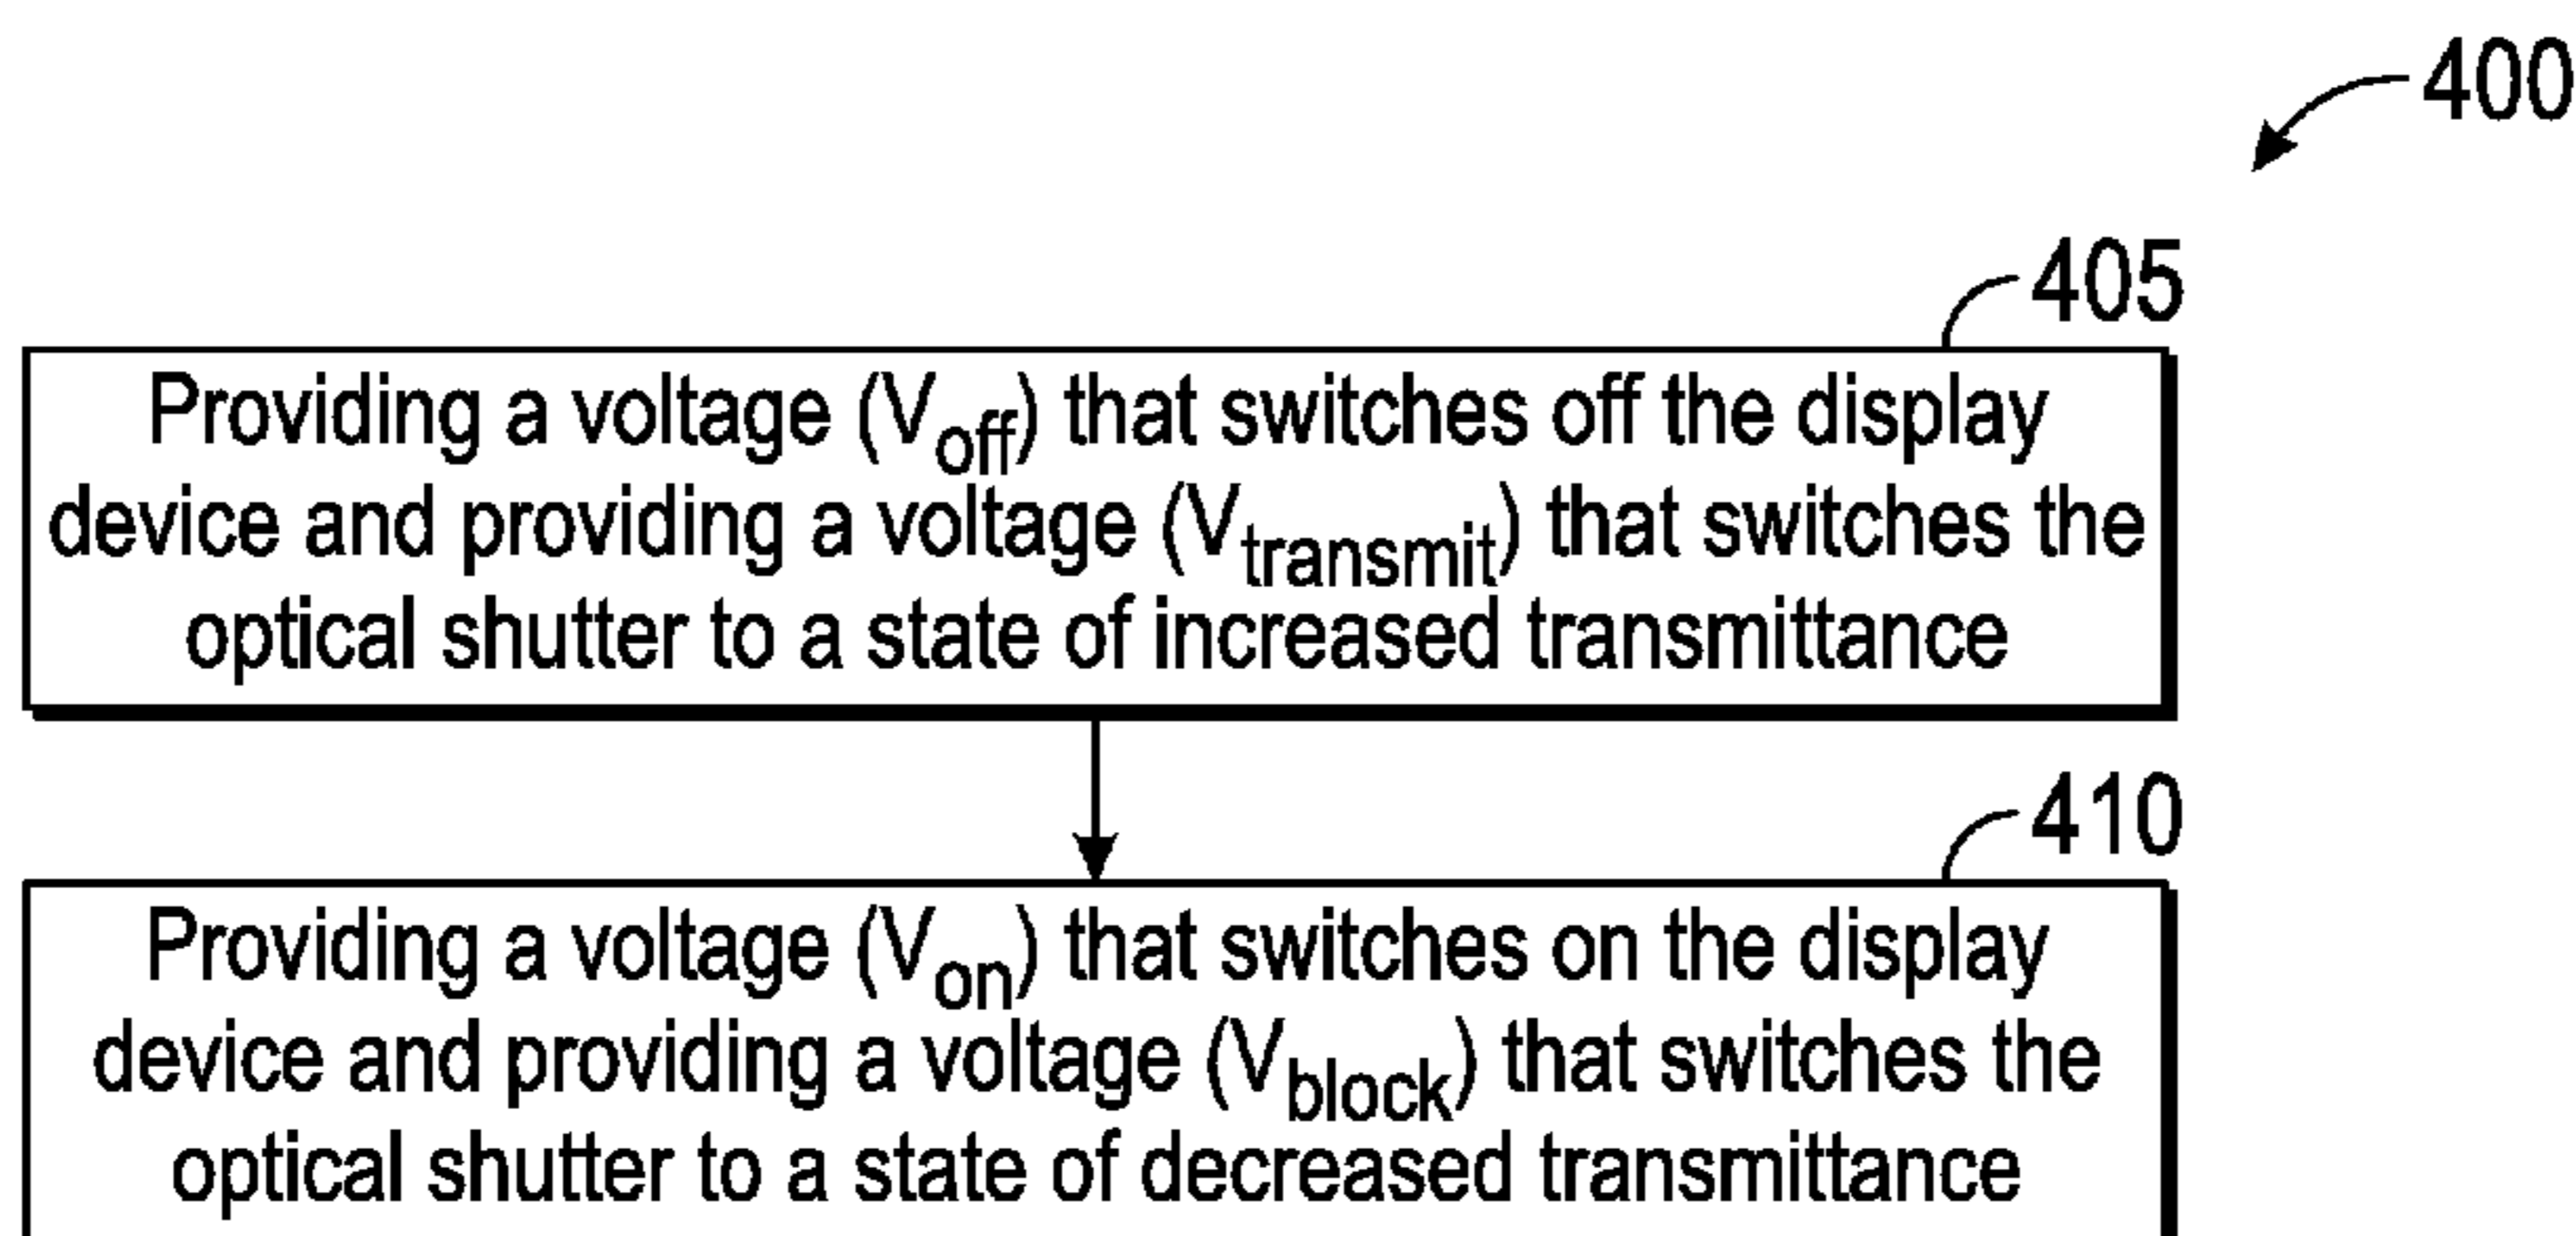 400
405
Providing a voltage (Voff) that switches off the display
device and providing a voltage (Vtransmit) that switches the
optical shutter to a state of increased transmittance
410
Providing a voltage (Von) that switches on the display
device and providing a voltage (Vblock) that switches the
optical shutter to a state of decreased transmittance